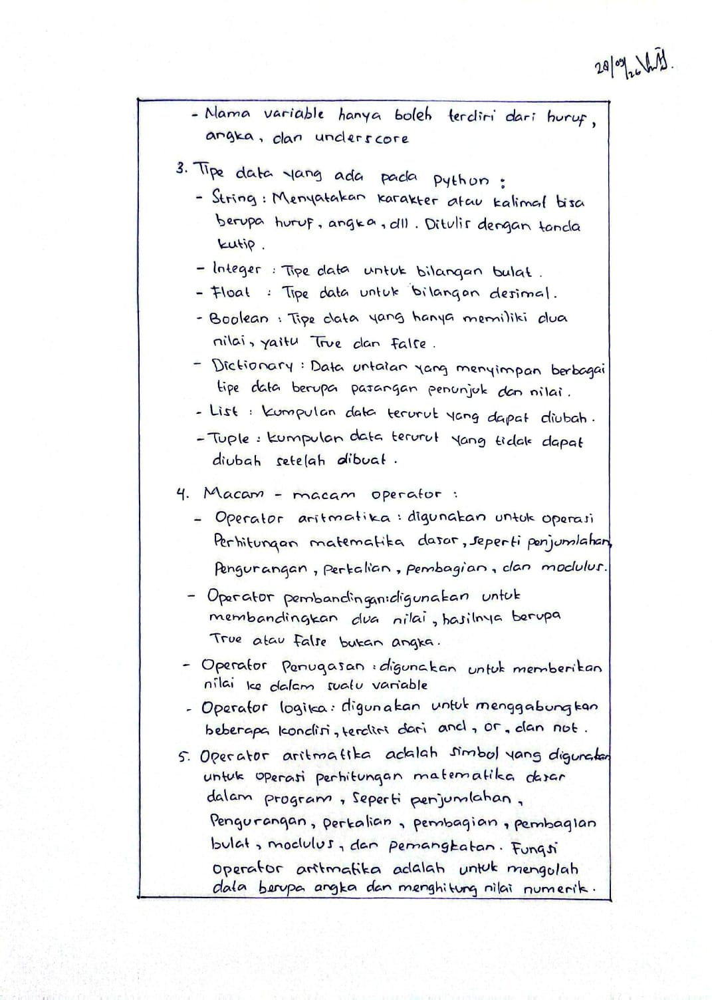 28/09/26
- Nama variable hanya boleh terdiri dari huruf,
angka, dan underscore
3. Tipe data yang ada pada python :
- String : Menyatakan karakter atau kalimat bisa
berupa huruf, angka, dll. Ditulis dengan tanda
kutip.
- Integer : Tipe data untuk bilangan bulat.
- Float : Tipe data untuk bilangan desimal.
- Boolean : Tipe data yang hanya memiliki dua
nilai, yaitu True dan False.
- Dictionary : Data untaian yang menyimpan berbagai
tipe data berupa pasangan penunjuk dan nilai.
- List : Kumpulan data terurut yang dapat diubah.
- Tuple : kumpulan data terurut yang tidak dapat
diubah setelah dibuat.
4. Macam - macam operator :
- Operator aritmatika : digunakan untuk operasi
Perhitungan matematika dasar, seperti penjumlahan,
Pengurangan, perkalian, pembagian, dan modulus.
- Operator pembandingan:digunakan untuk
membandingkan dua nilai, hasilnya berupa
True atau False bukan angka.
- Operator Penugasan : digunakan untuk memberikan
nilai ke dalam suatu variable
- Operator logika : digunakan untuk menggabungkan
beberapa kondisi, terdiri dari and, or, dan not.
5. Operator aritmatika adalah simbol yang digunakan
untuk operasi perhitungan matematika dasar
dalam program, seperti penjumlahan,
Pengurangan, perkalian, pembagian, pembagian
bulat, modulus, dan pemangkatan. Fungsi
operator aritmatika adalah untuk mengolah
data berupa angka dan menghitung nilai numerik.